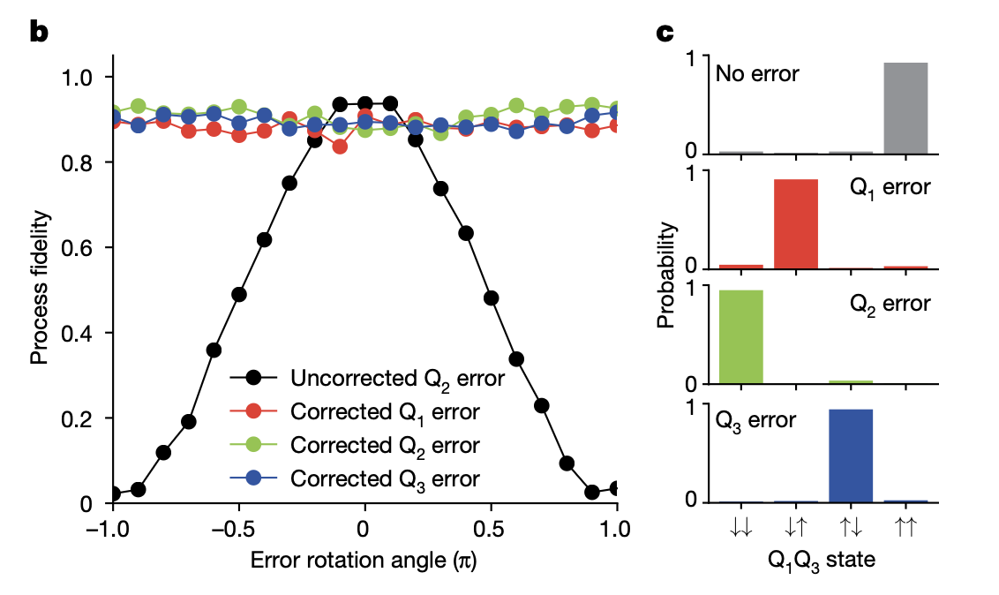 b
1.0
0.8
0.6
0.4
0.2
0
Process fidelity
−1.0 −0.5 0 0.5 1.0
Error rotation angle (π)
Uncorrected Q₂ error
Corrected Q₁ error
Corrected Q₂ error
Corrected Q₃ error
c
Probability
1
0
No error
1
0
Q₁ error
1
0
Q₂ error
1
0
Q₃ error
↓↓ ↓↑ ↑↓ ↑↑
Q₁Q₃ state